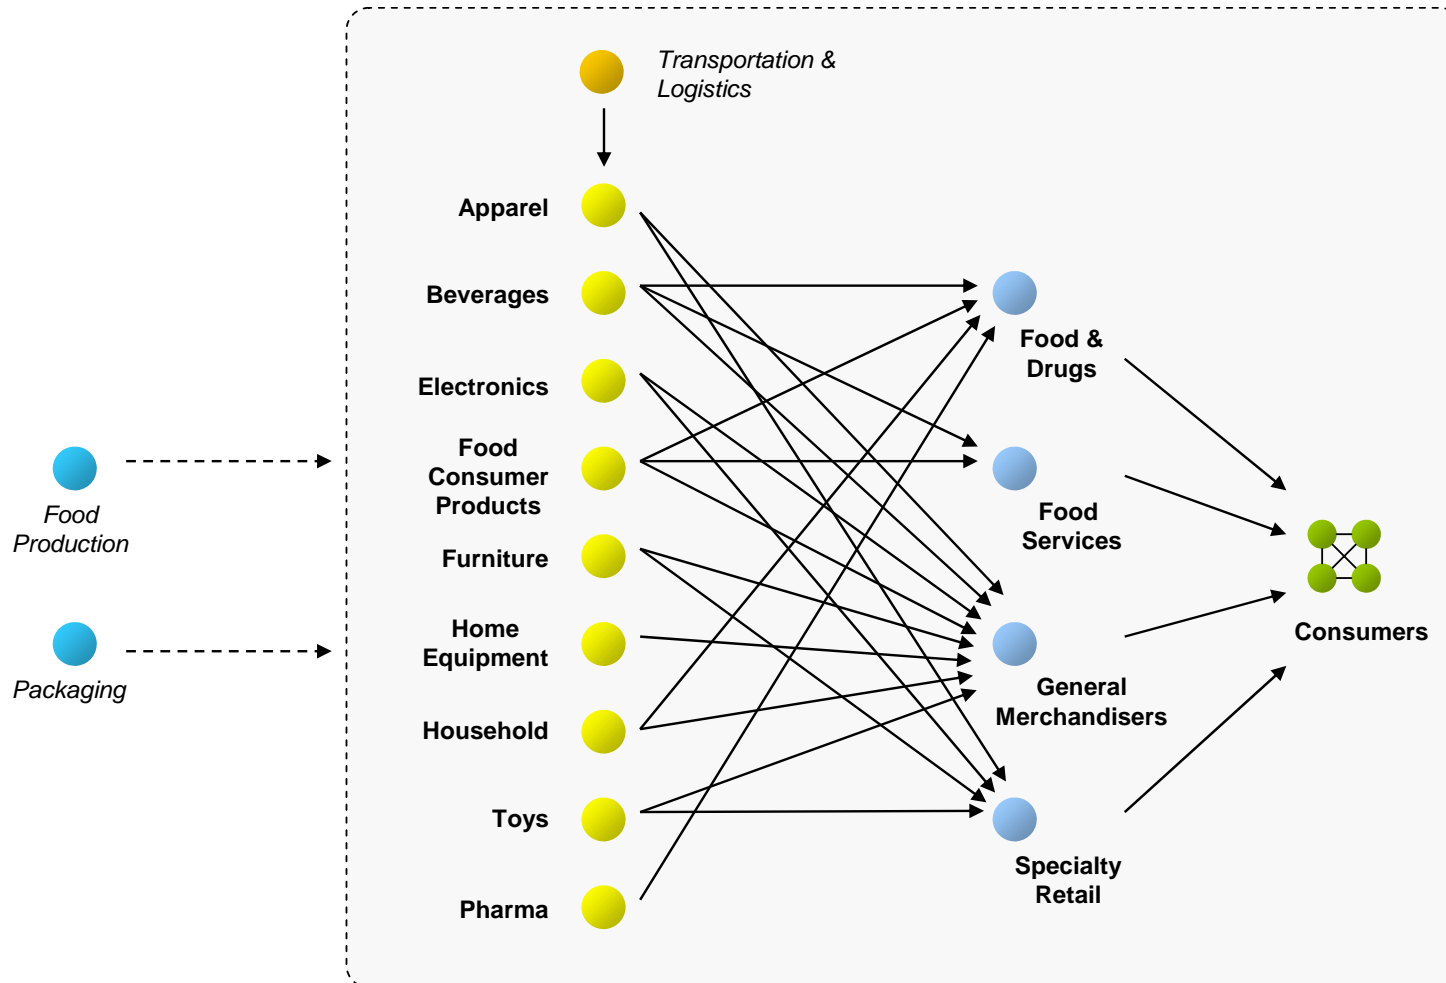 Transportation &
Logistics
Apparel
Beverages
Electronics
Food
Consumer
Products
Furniture
Home
Equipment
Household
Toys
Pharma
Food
Production
Packaging
Food &
Drugs
Food
Services
General
Merchandisers
Specialty
Retail
Consumers